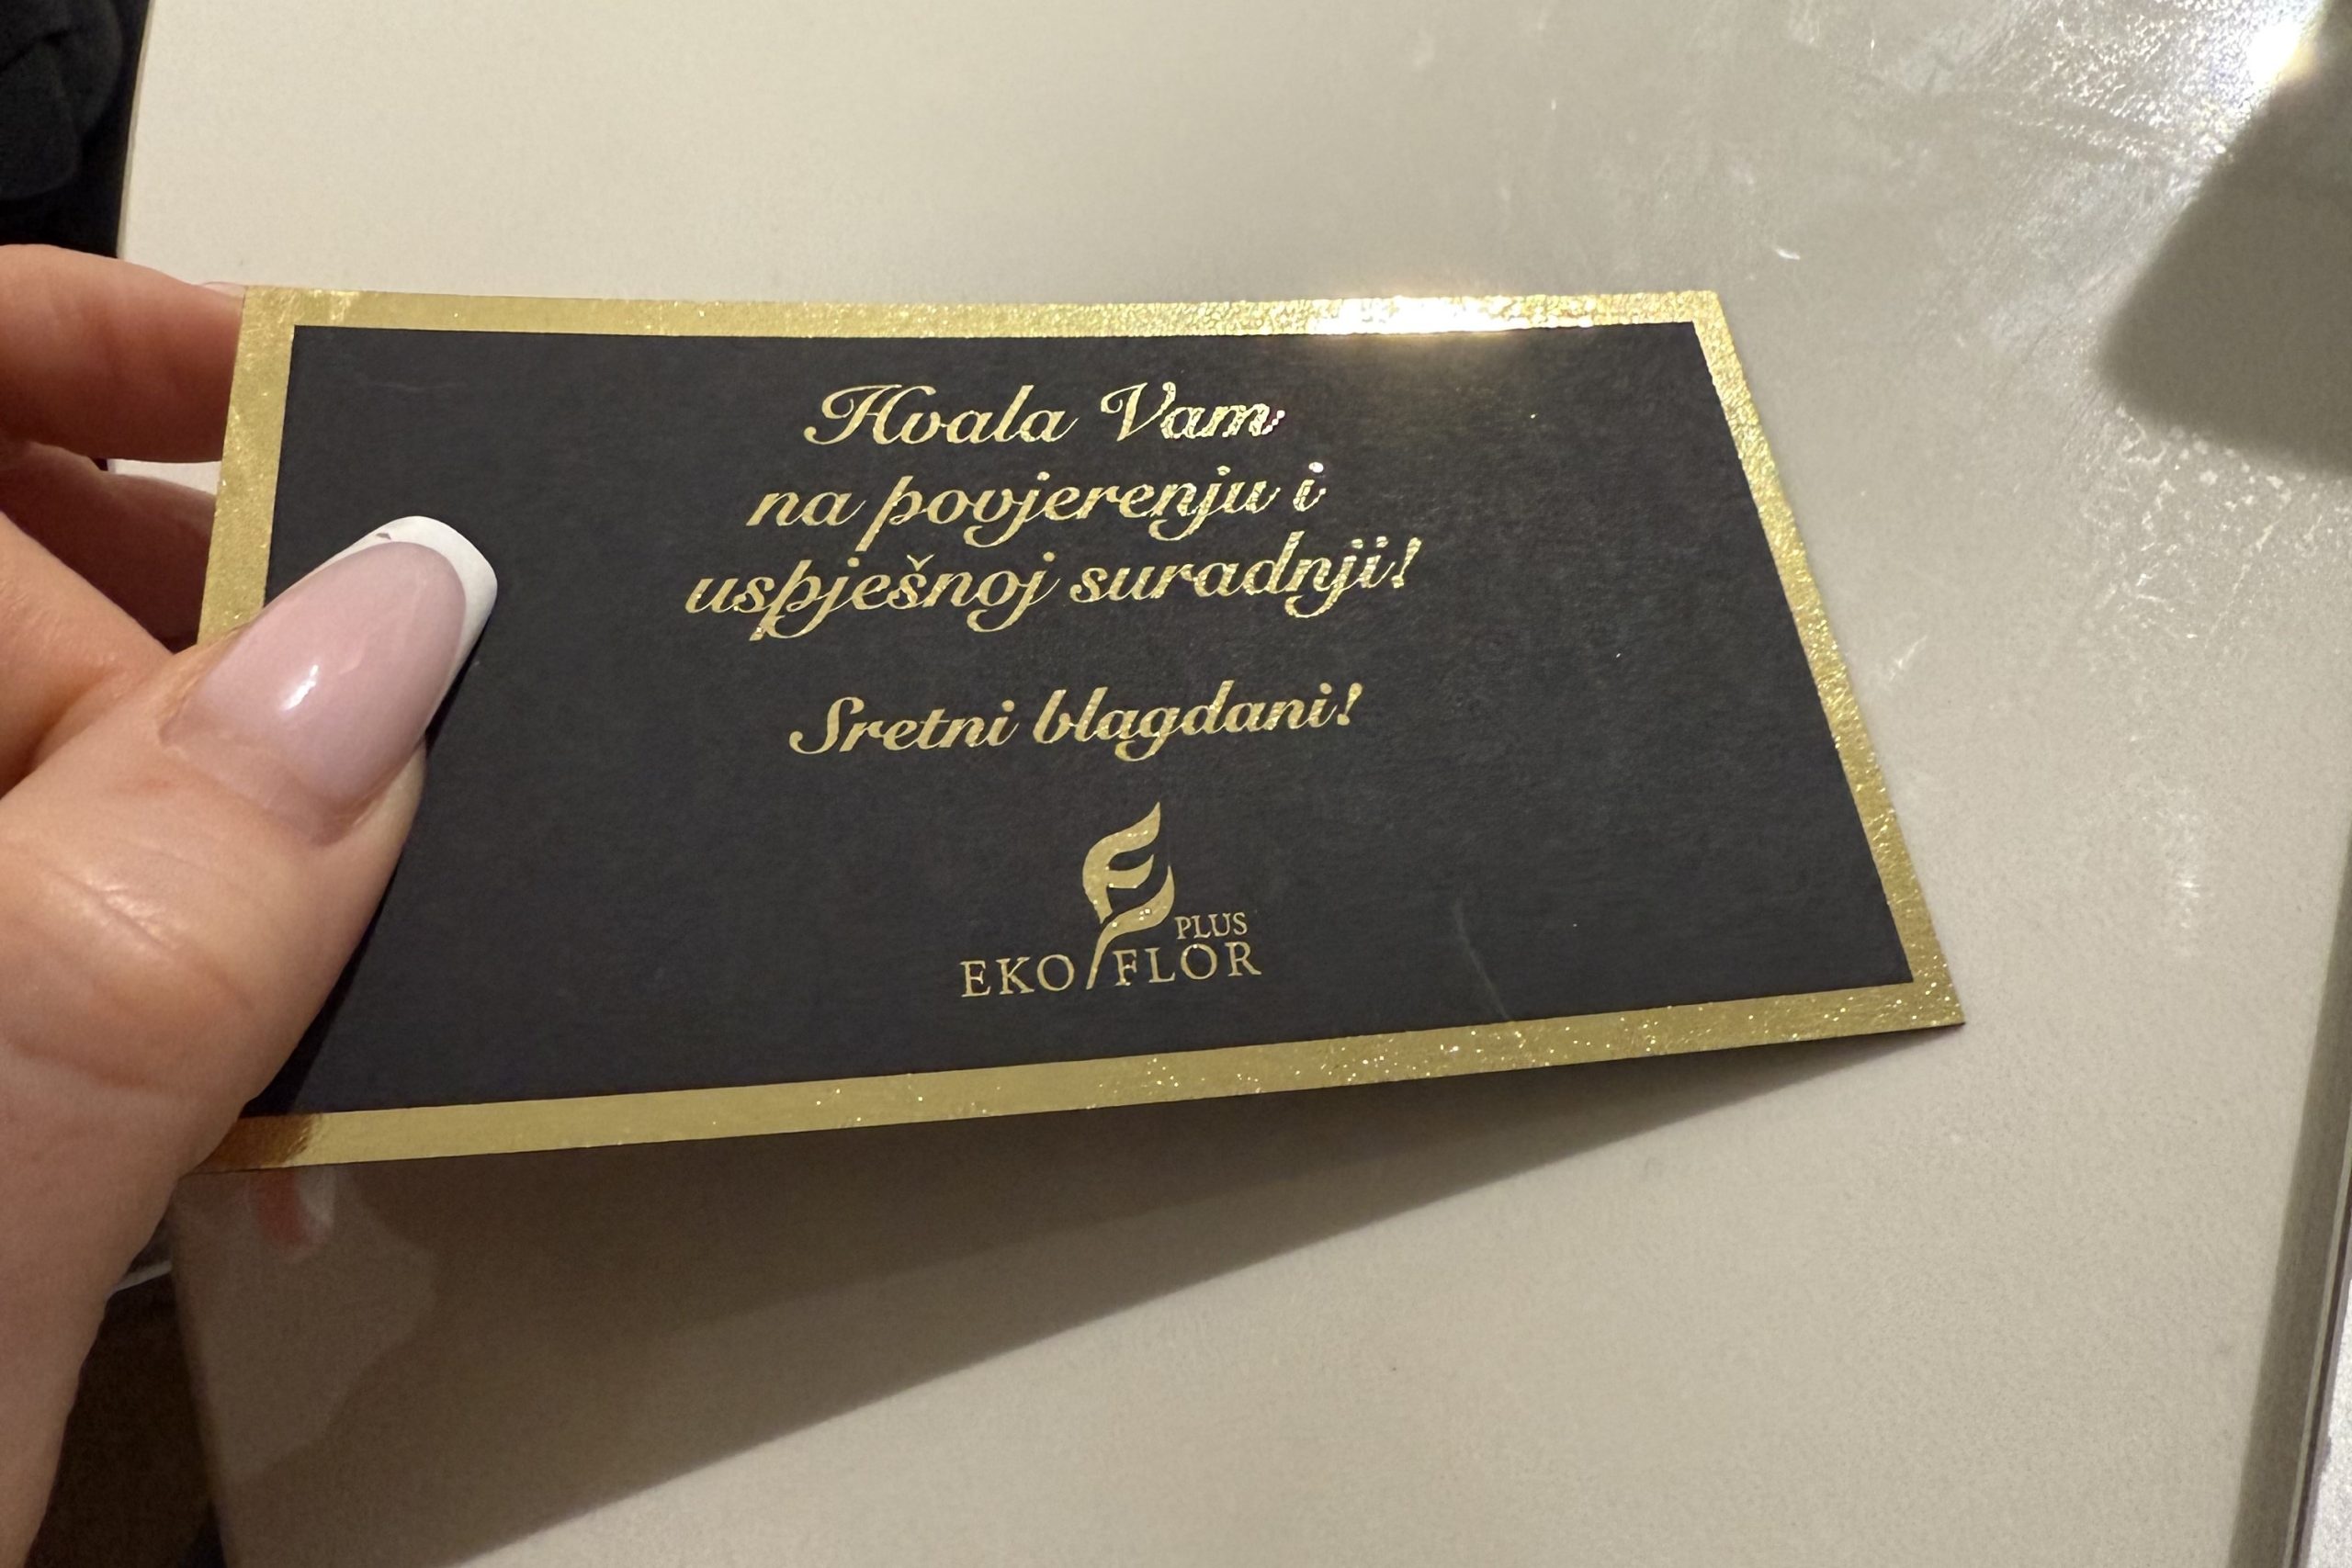 Hvala Vam
na povjerenju i
uspješnoj suradnji!
Sretni blagdani!
PLUS
EKO FLOR